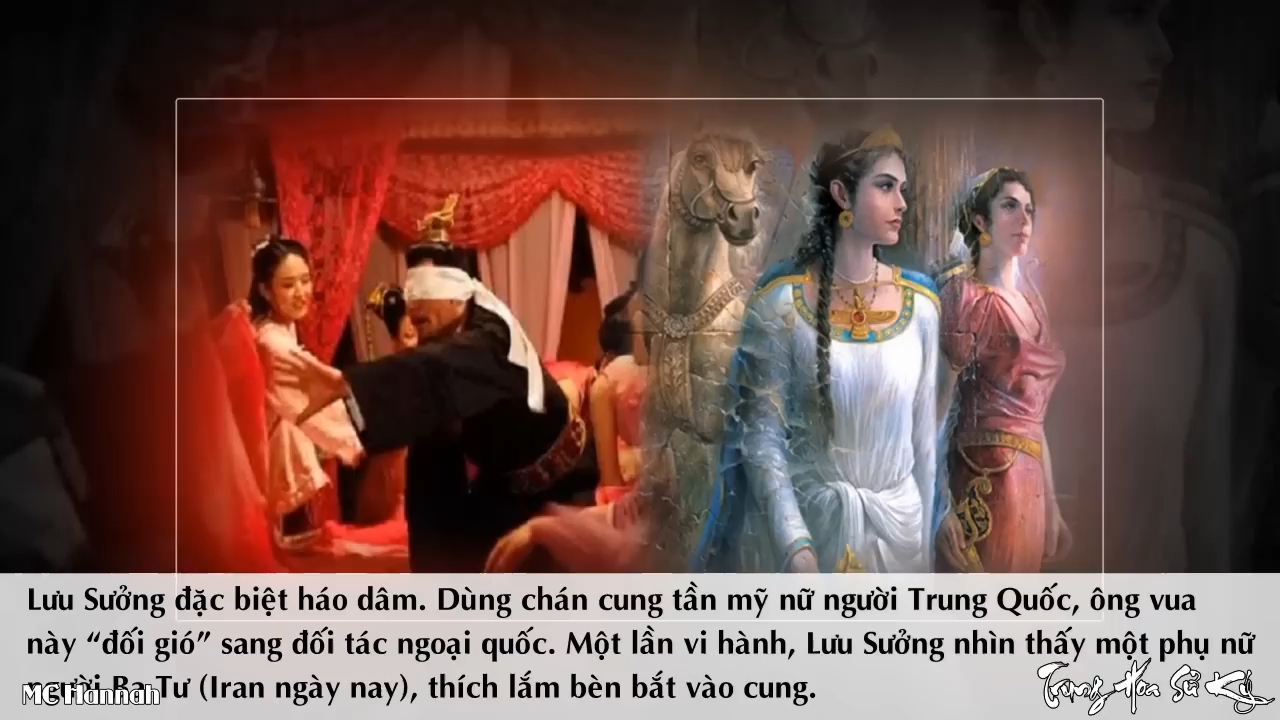 Lưu Sưởng đặc biệt háo dâm. Dùng chán cung tần mỹ nữ người Trung Quốc, ông vua
này “đối gió” sang đối tác ngoại quốc. Một lần vi hành, Lưu Sưởng nhìn thấy một phụ nữ
người Ba Tư (Iran ngày nay), thích lắm bèn bắt vào cung.
MC Hannah
Trung Hoa Sử Ký